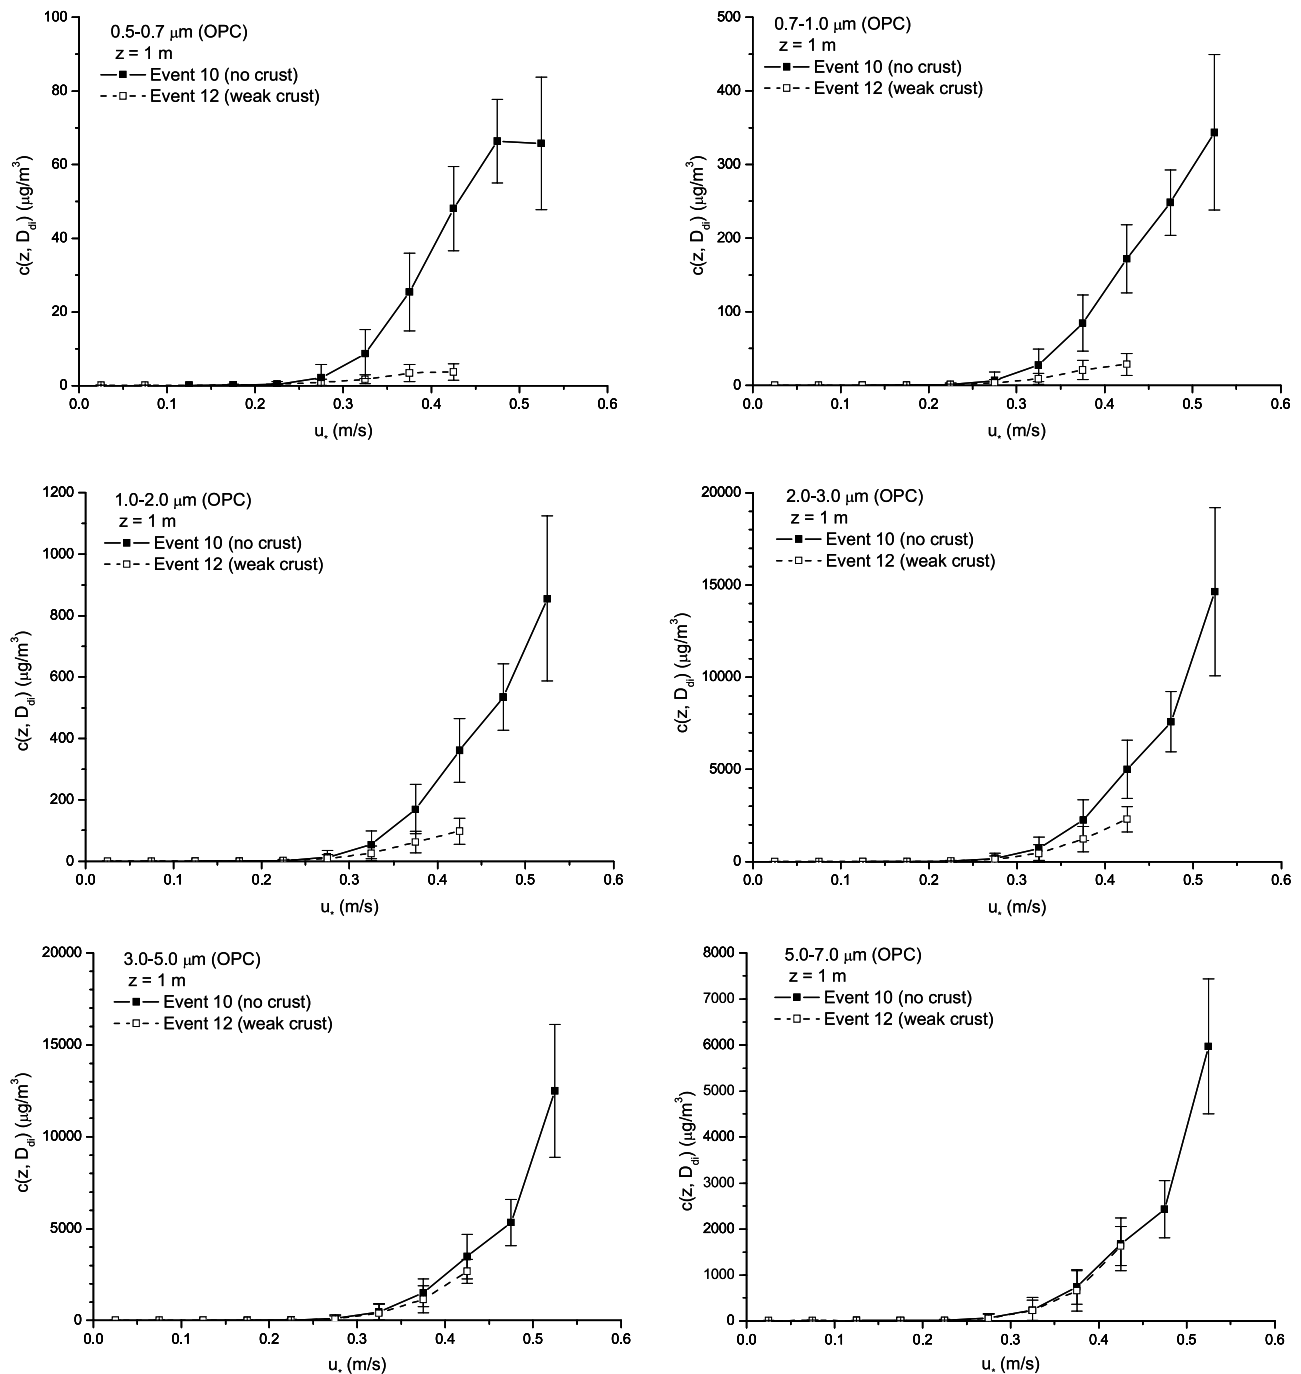 0.5-0.7 μm (OPC)
z = 1 m
Event 10 (no crust)
Event 12 (weak crust)
c(z, D_di) (μg/m³)
100
80
60
40
20
0
0.0 0.1 0.2 0.3 0.4 0.5 0.6
u* (m/s)
0.7-1.0 μm (OPC)
z = 1 m
Event 10 (no crust)
Event 12 (weak crust)
c(z, D_di) (μg/m³)
500
400
300
200
100
0
0.0 0.1 0.2 0.3 0.4 0.5 0.6
u* (m/s)
1.0-2.0 μm (OPC)
z = 1 m
Event 10 (no crust)
Event 12 (weak crust)
c(z, D_di) (μg/m³)
1200
1000
800
600
400
200
0
0.0 0.1 0.2 0.3 0.4 0.5 0.6
u* (m/s)
2.0-3.0 μm (OPC)
z = 1 m
Event 10 (no crust)
Event 12 (weak crust)
c(z, D_di) (μg/m³)
20000
15000
10000
5000
0
0.0 0.1 0.2 0.3 0.4 0.5 0.6
u* (m/s)
3.0-5.0 μm (OPC)
z = 1 m
Event 10 (no crust)
Event 12 (weak crust)
c(z, D_di) (μg/m³)
20000
15000
10000
5000
0
0.0 0.1 0.2 0.3 0.4 0.5 0.6
u* (m/s)
5.0-7.0 μm (OPC)
z = 1 m
Event 10 (no crust)
Event 12 (weak crust)
c(z, D_di) (μg/m³)
8000
7000
6000
5000
4000
3000
2000
1000
0
0.0 0.1 0.2 0.3 0.4 0.5 0.6
u* (m/s)